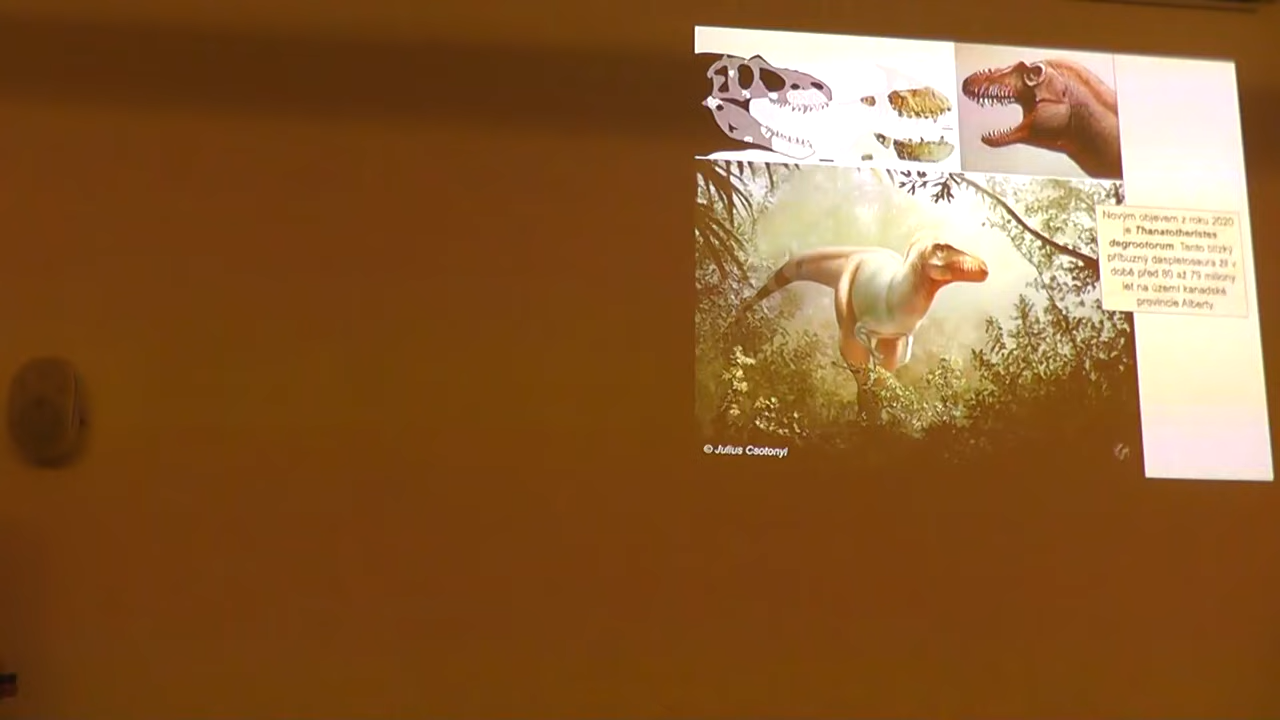 Novým objevem z roku 2020
je Thanatotheristes
degrootorum. Tento blízký
příbuzný daspletosaura žil v
době před 80 až 79 miliony
let na území kanadské
provincie Alberty.
© Julius Csotonyi